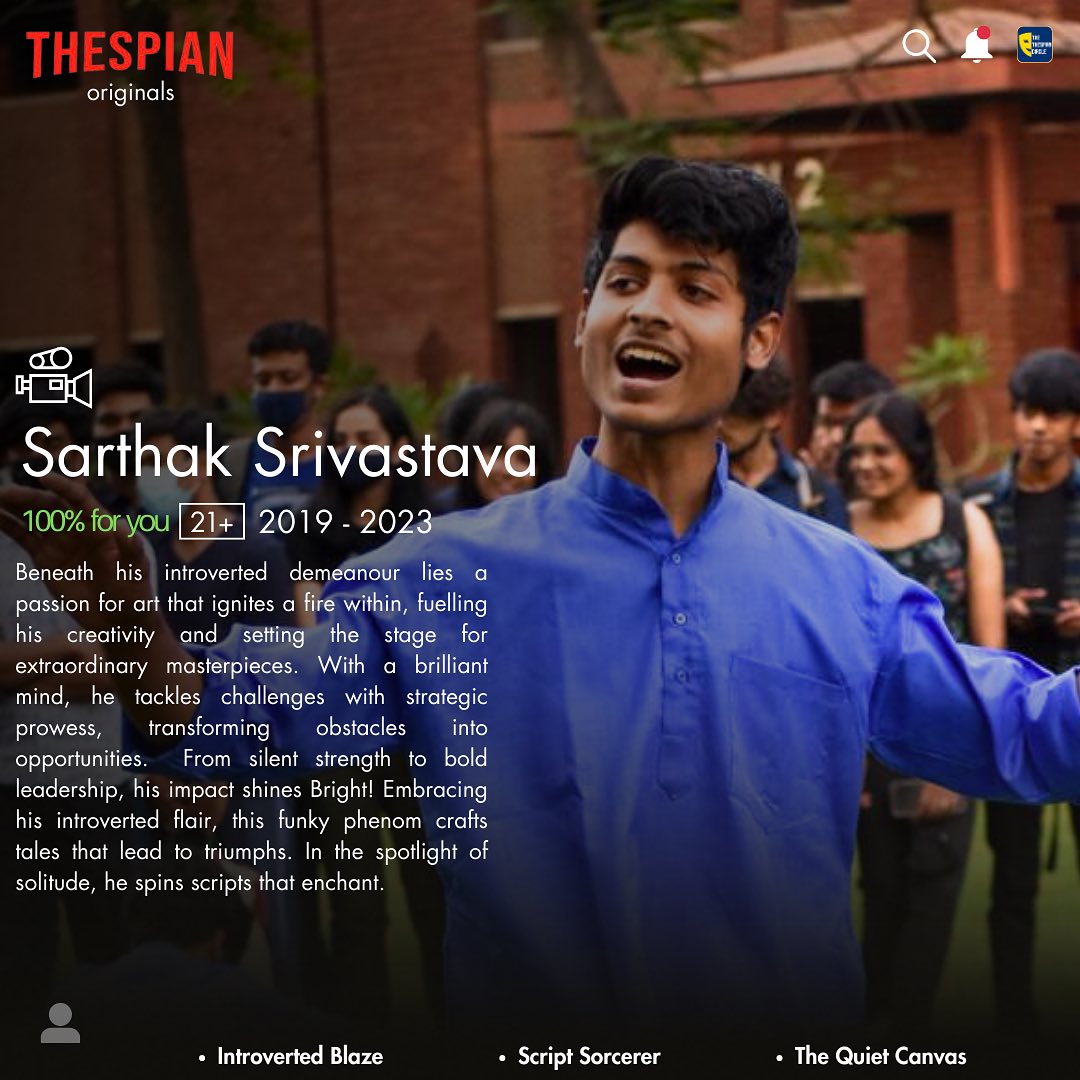 THESPIAN
originals
THE
THESPIAN
CIRCLE
2
Sarthak Srivastava
100% for you 21+ 2019 - 2023
Beneath his introverted demeanour lies a
passion for art that ignites a fire within, fuelling
his creativity and setting the stage for
extraordinary masterpieces. With a brilliant
mind, he tackles challenges with strategic
prowess, transforming obstacles into
opportunities. From silent strength to bold
leadership, his impact shines Bright! Embracing
his introverted flair, this funky phenom crafts
tales that lead to triumphs. In the spotlight of
solitude, he spins scripts that enchant.
• Introverted Blaze • Script Sorcerer • The Quiet Canvas